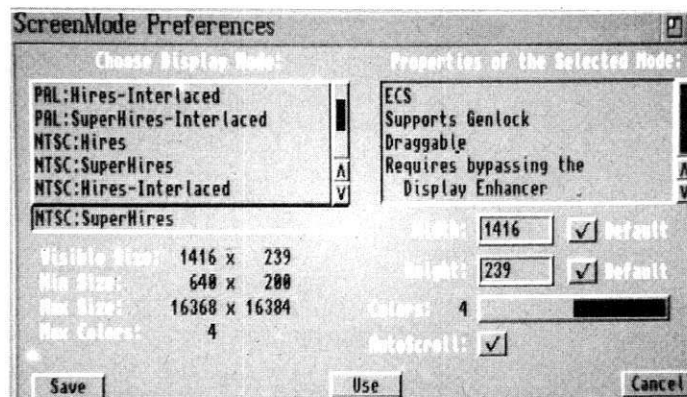 ScreenMode Preferences
Choose Display Mode:
PAL:Hires-Interlaced
PAL:SuperHires-Interlaced
NTSC:Hires
NTSC:SuperHires
NTSC:Hires-Interlaced
NTSC:SuperHires
Visible Size: 1416 x 239
Min Size: 640 x 200
Max Size: 16368 x 16384
Max Colors: 4
Properties of the Selected Mode:
ECS
Supports Genlock
Draggable
Requires bypassing the
Display Enhancer
Width: 1416 Default
Height: 239 Default
Colors: 4
AutoScroll:
Save Use Cancel